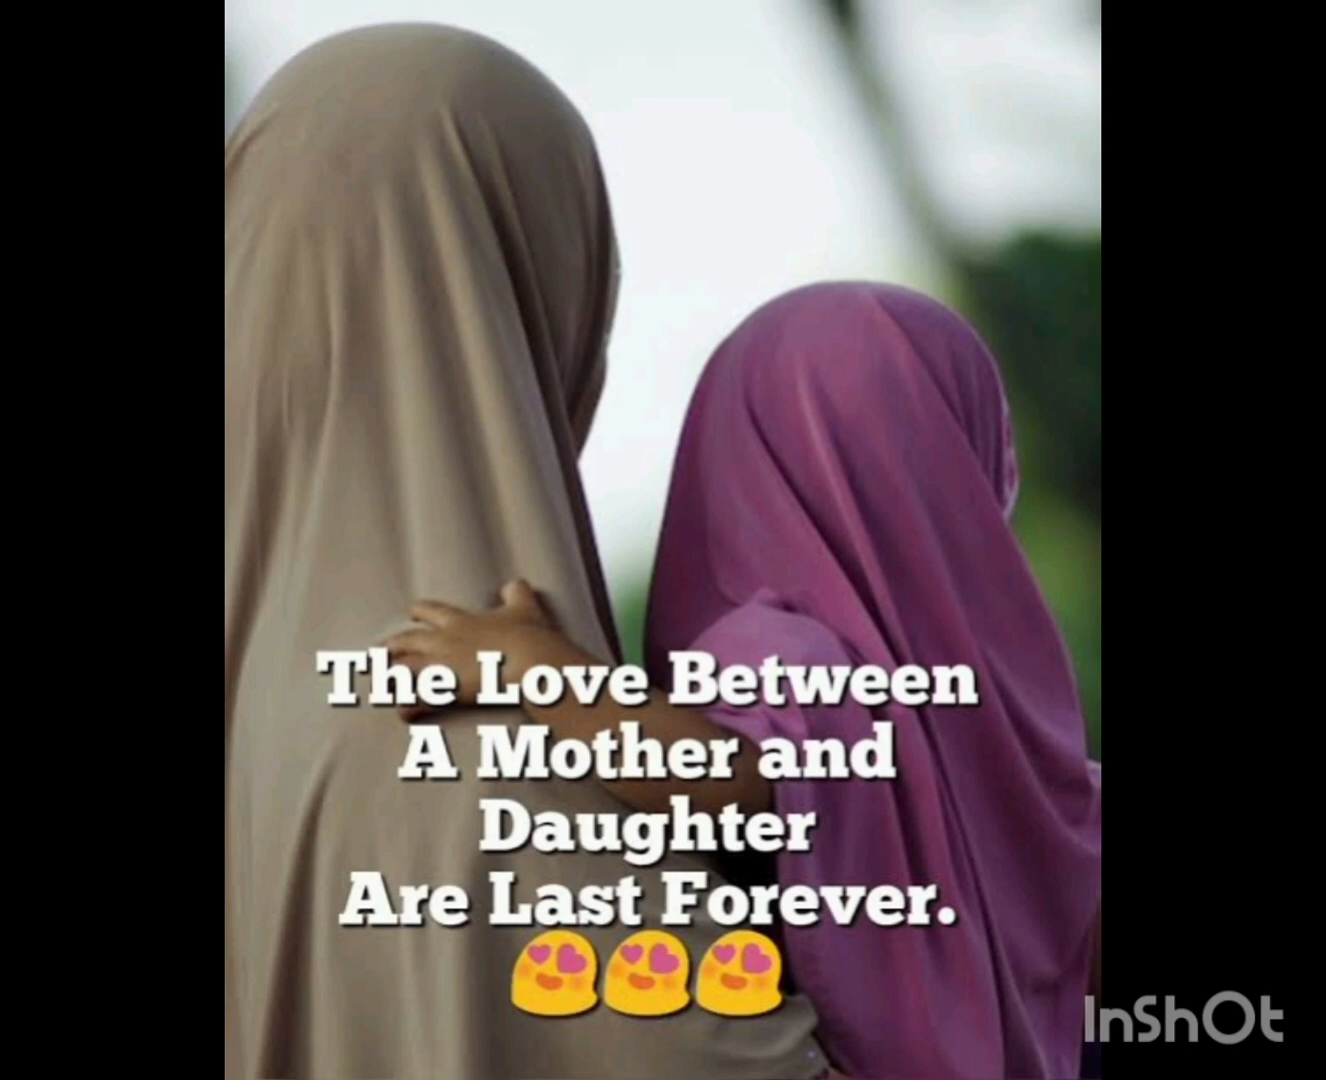 The Love Between
A Mother and
Daughter
Are Last Forever.
😍😍😍
InShOt